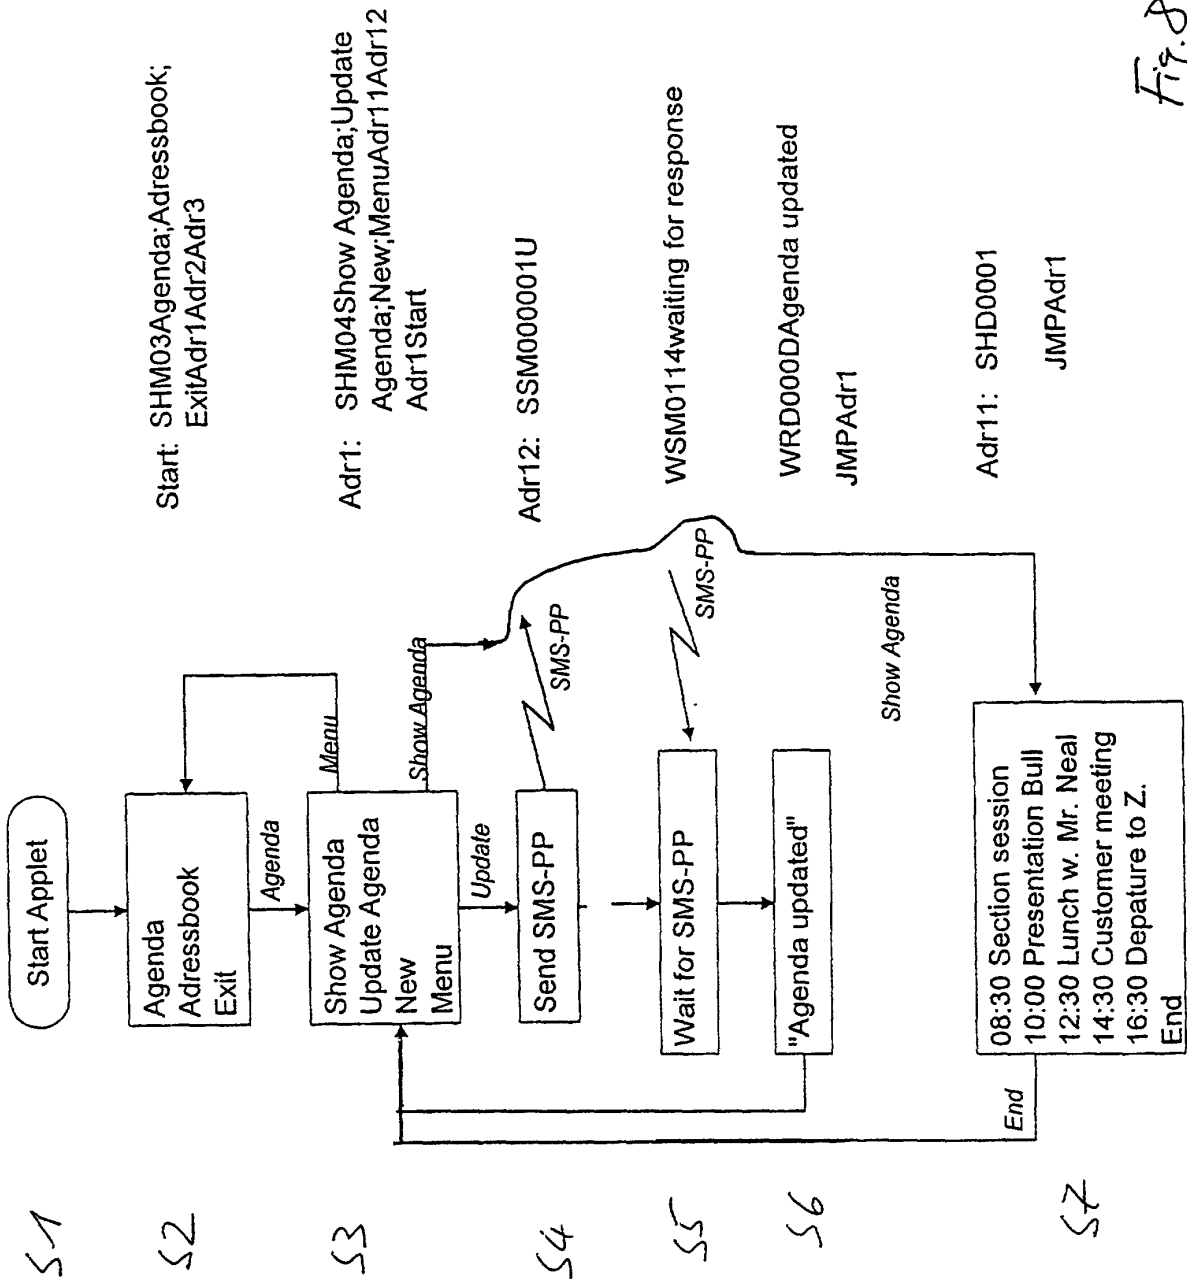 S1
Start Applet
S2
Agenda
Adressbook
Exit
Start: SHM03Agenda;Adressbook;
ExitAdr1Adr2Adr3
Agenda
Menu
S3
Show Agenda
Update Agenda
New
Menu
Adr1: SHM04Show Agenda;Update
Agenda;New;MenuAdr11Adr12
Adr1Start
Show Agenda
Update
S4
Send SMS-PP
SMS-PP
Adr12: SSM000001U
S5
Wait for SMS-PP
SMS-PP
WSM0114waiting for response
S6
"Agenda updated"
WRD000DAgenda updated
JMPAdr1
Show Agenda
End
S7
08:30 Section session
10:00 Presentation Bull
12:30 Lunch w. Mr. Neal
14:30 Customer meeting
16:30 Depature to Z.
End
Adr11: SHD0001
JMPAdr1
Fig.8